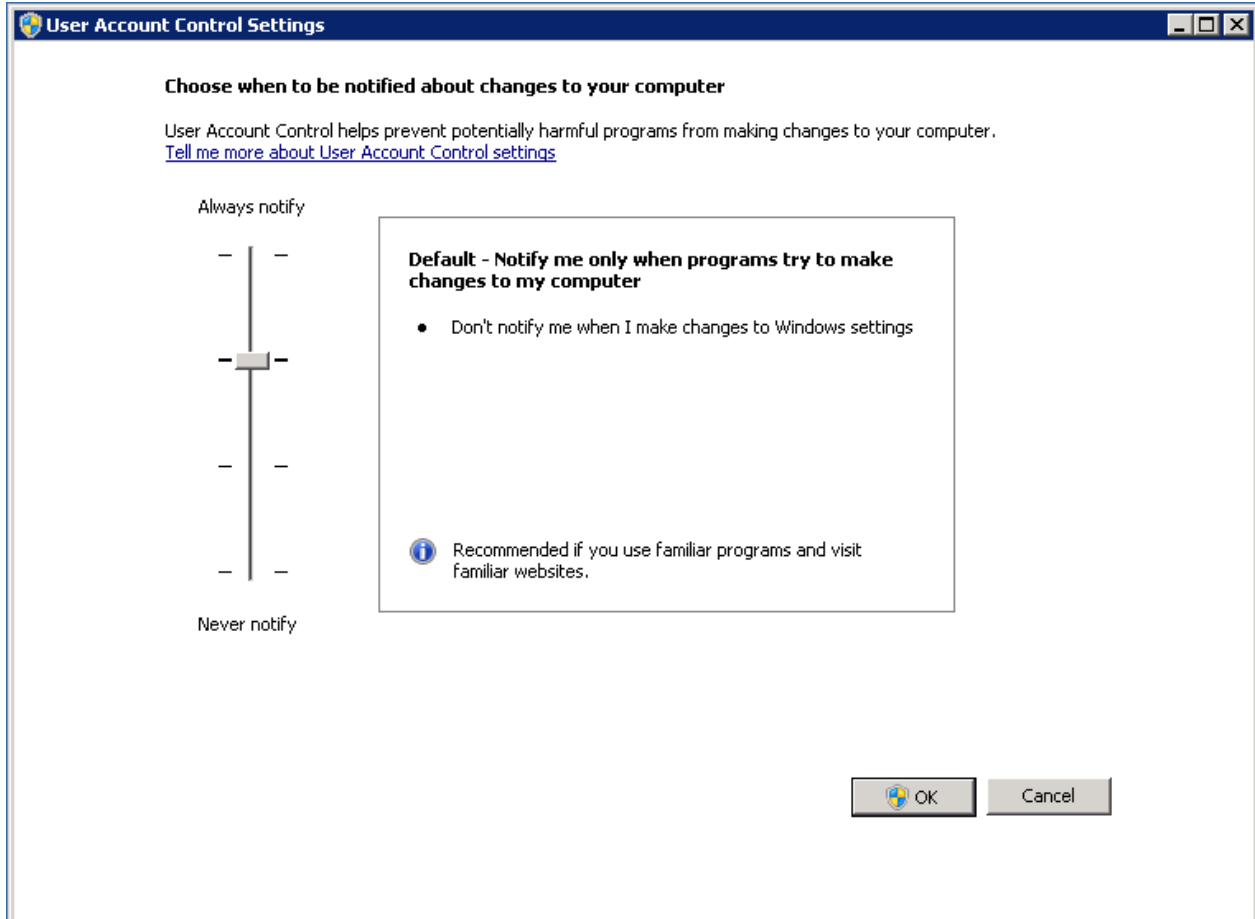 User Account Control Settings
Choose when to be notified about changes to your computer
User Account Control helps prevent potentially harmful programs from making changes to your computer.
Tell me more about User Account Control settings
Always notify
Default - Notify me only when programs try to make
changes to my computer
• Don't notify me when I make changes to Windows settings
Recommended if you use familiar programs and visit
familiar websites.
Never notify
OK
Cancel